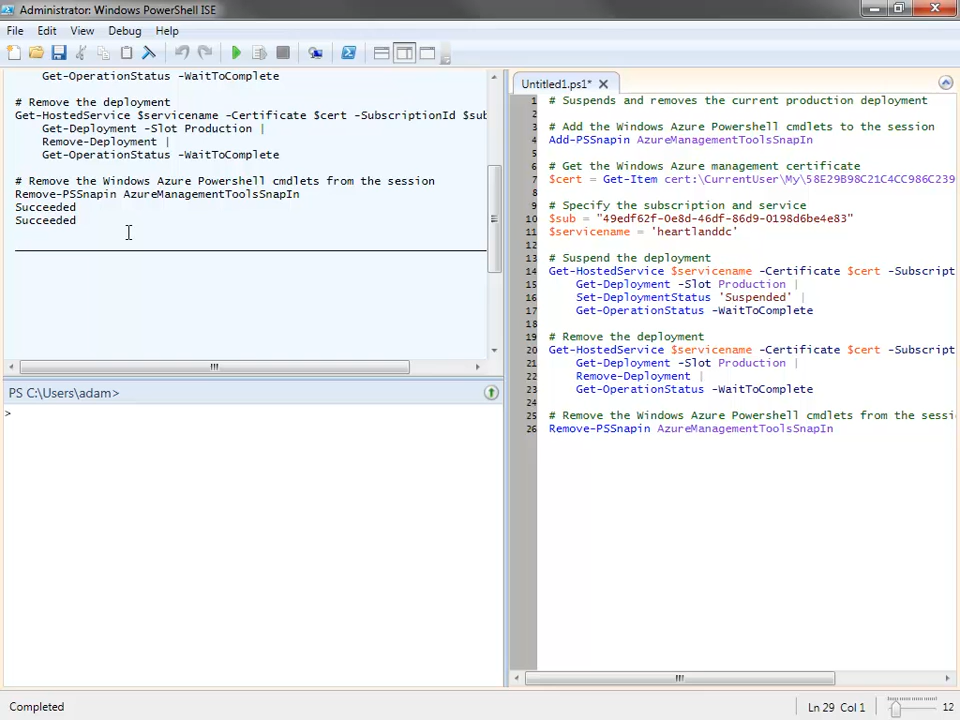 Administrator: Windows PowerShell ISE
File Edit View Debug Help
Get-OperationStatus -WaitToComplete
# Remove the deployment
Get-HostedService $servicename -Certificate $cert -SubscriptionId $sub
Get-Deployment -Slot Production |
Remove-Deployment |
Get-OperationStatus -WaitToComplete
# Remove the Windows Azure Powershell cmdlets from the session
Remove-PSSnapin AzureManagementToolsSnapIn
Succeeded
Succeeded
PS C:\Users\adam>
>
Untitled1.ps1*
1 # Suspends and removes the current production deployment
2
3 # Add the Windows Azure Powershell cmdlets to the session
4 Add-PSSnapin AzureManagementToolsSnapIn
5
6 # Get the Windows Azure management certificate
7 $cert = Get-Item cert:\CurrentUser\My\58E29B98C21C4CC986C239
8
9 # Specify the subscription and service
10 $sub = "49edf62f-0e8d-46df-86d9-0198d6be4e83"
11 $servicename = 'heartlanddc'
12
13 # Suspend the deployment
14 Get-HostedService $servicename -Certificate $cert -Subscript
15 Get-Deployment -Slot Production |
16 Set-DeploymentStatus 'Suspended' |
17 Get-OperationStatus -WaitToComplete
18
19 # Remove the deployment
20 Get-HostedService $servicename -Certificate $cert -Subscript
21 Get-Deployment -Slot Production |
22 Remove-Deployment |
23 Get-OperationStatus -WaitToComplete
24
25 # Remove the Windows Azure Powershell cmdlets from the sessi
26 Remove-PSSnapin AzureManagementToolsSnapIn
Completed
Ln 29 Col 1
12